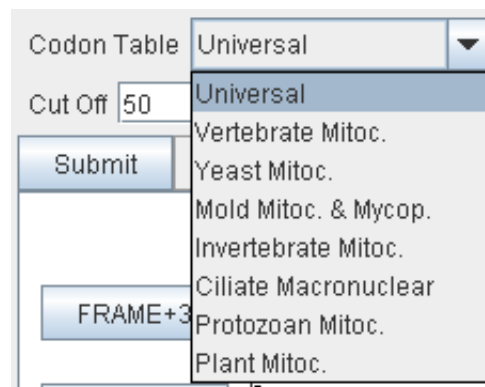 Codon Table Universal
Cut Off 50 Universal
Vertebrate Mitoc.
Submit Yeast Mitoc.
Mold Mitoc. & Mycop.
Invertebrate Mitoc.
Ciliate Macronuclear
FRAME+3 Protozoan Mitoc.
Plant Mitoc.